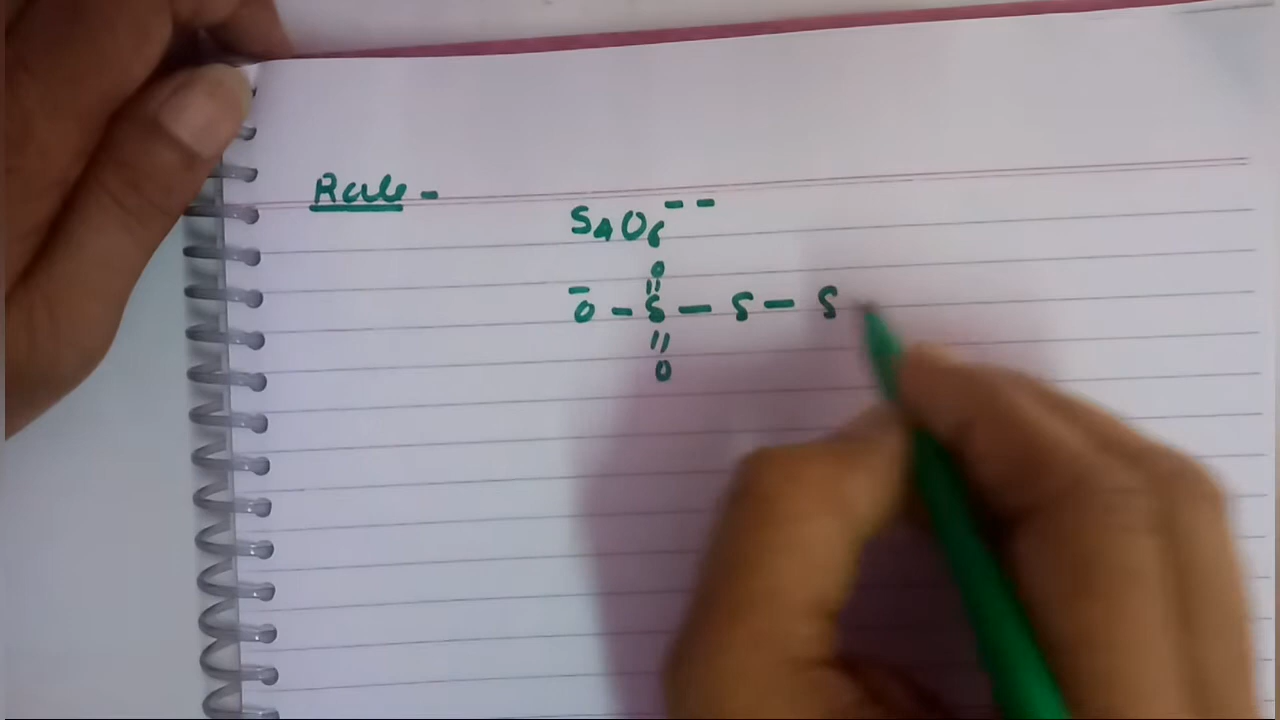 Rule -
S4O6--
O
||
-O - S - S - S
||
O